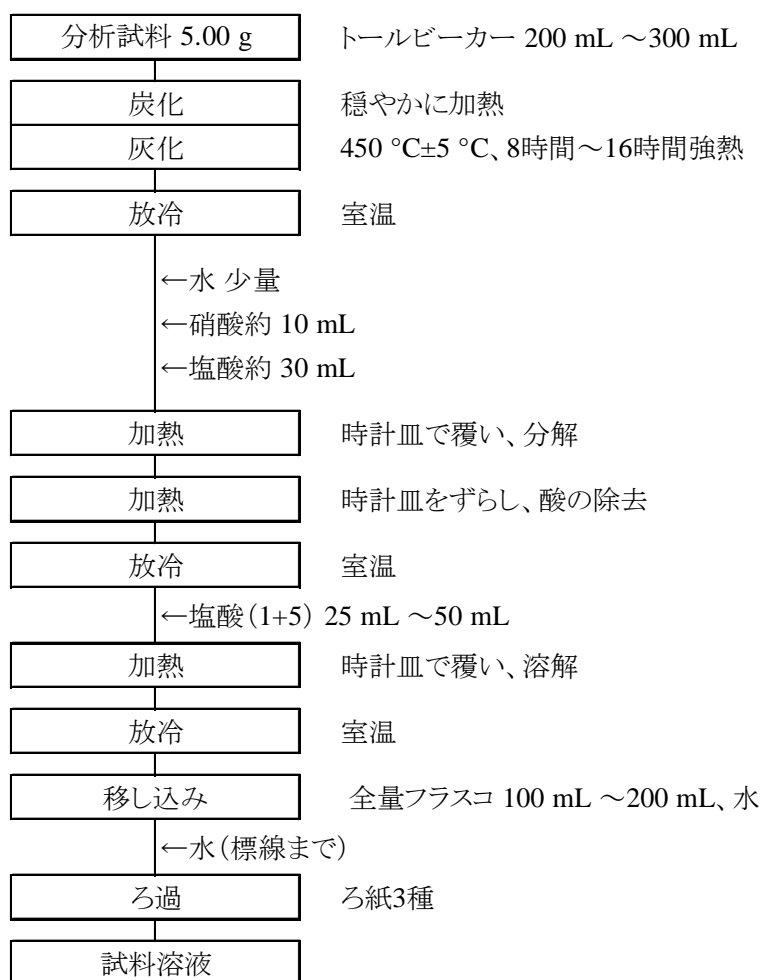 分析試料 5.00 g トールビーカー 200 mL ～300 mL
炭化 穏やかに加熱
灰化 450 °C±5 °C、8時間～16時間強熱
放冷 室温
←水 少量
←硝酸約 10 mL
←塩酸約 30 mL
加熱 時計皿で覆い、分解
加熱 時計皿をずらし、酸の除去
放冷 室温
←塩酸（1+5） 25 mL ～50 mL
加熱 時計皿で覆い、溶解
放冷 室温
移し込み 全量フラスコ 100 mL ～200 mL、水
←水（標線まで）
ろ過 ろ紙3種
試料溶液